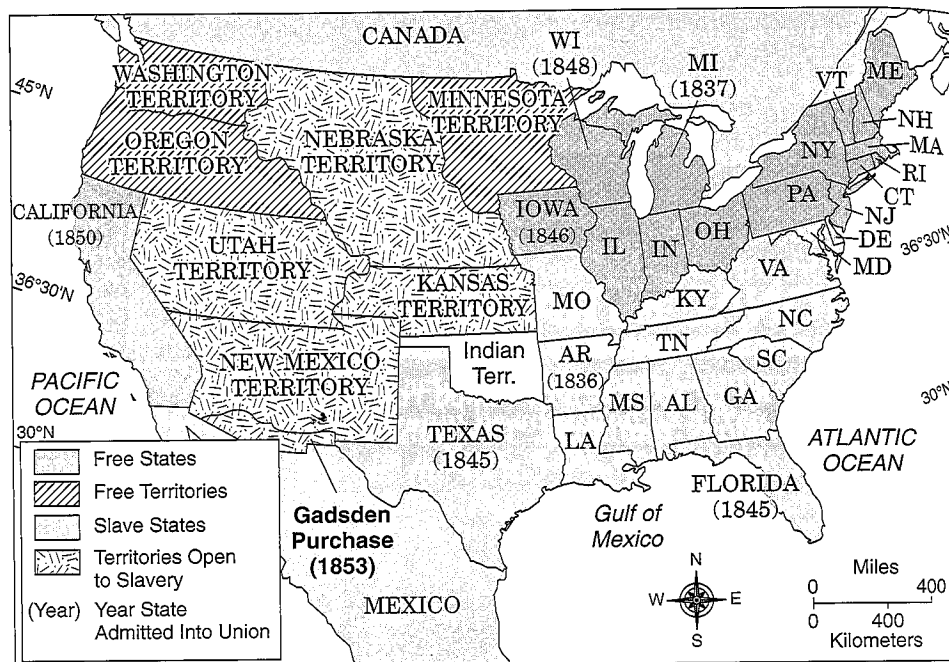 CANADA
WI
(1848)
MI
(1837)
VT
ME
45°N
WASHINGTON
TERRITORY
MINNESOTA
TERRITORY
NH
MA
OREGON
TERRITORY
NEBRASKA
TERRITORY
NY
RI
CT
PA
NJ
DE
MD
36°30'N
CALIFORNIA
(1850)
IOWA
(1846)
IL
IN
OH
UTAH
TERRITORY
VA
36°30'N
KANSAS
TERRITORY
MO
KY
NC
NEW MEXICO
TERRITORY
Indian
Terr.
AR
(1836)
TN
SC
PACIFIC
OCEAN
MS
AL
GA
30°N
30°N
TEXAS
(1845)
LA
ATLANTIC
OCEAN
FLORIDA
(1845)
Gulf of
Mexico
Gadsden
Purchase
(1853)
MEXICO
Free States
Free Territories
Slave States
Territories Open
to Slavery
(Year) Year State
Admitted Into Union
N
W E
S
Miles
0 400
0 400
Kilometers